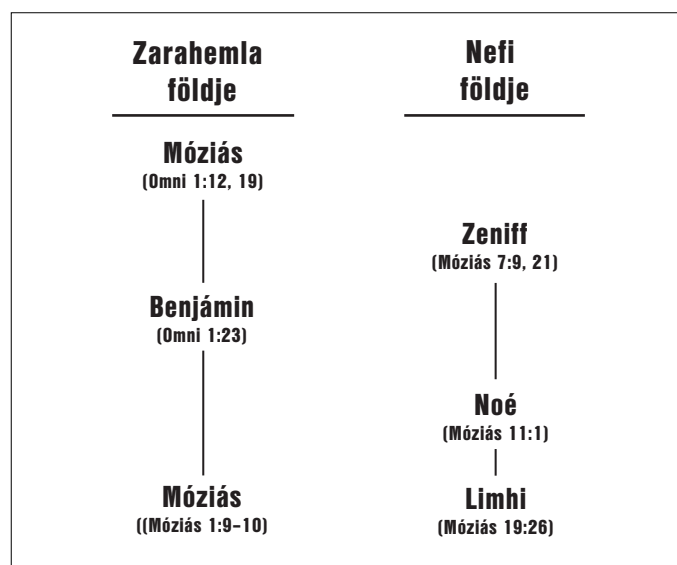 Zarahemla
földje
Móziás
(Omni 1:12, 19)
Benjámin
(Omni 1:23)
Móziás
((Móziás 1:9–10)
Nefi
földje
Zeniff
(Móziás 7:9, 21)
Noé
(Móziás 11:1)
Limhi
(Móziás 19:26)